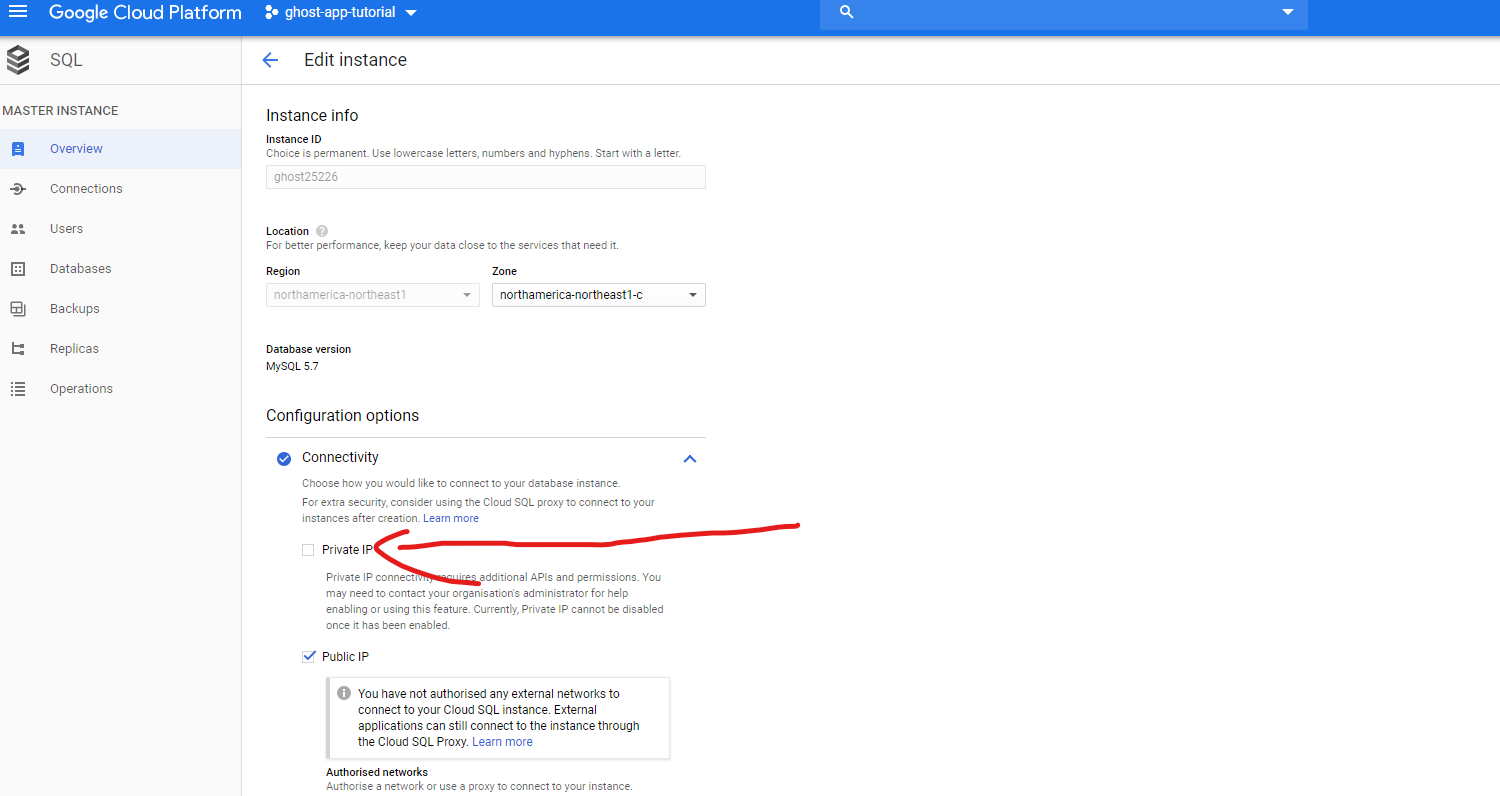 Google Cloud Platform
ghost-app-tutorial
SQL
Edit instance
MASTER INSTANCE
Overview
Connections
Users
Databases
Backups
Replicas
Operations
Instance info
Instance ID
Choice is permanent. Use lowercase letters, numbers and hyphens. Start with a letter.
ghost25226
Location ?
For better performance, keep your data close to the services that need it.
Region Zone
northamerica-northeast1 northamerica-northeast1-c
Database version
MySQL 5.7
Configuration options
Connectivity
Choose how you would like to connect to your database instance.
For extra security, consider using the Cloud SQL proxy to connect to your
instances after creation. Learn more
Private IP
Private IP connectivity requires additional APIs and permissions. You
may need to contact your organisation's administrator for help
enabling or using this feature. Currently, Private IP cannot be disabled
once it has been enabled.
Public IP
You have not authorised any external networks to
connect to your Cloud SQL instance. External
applications can still connect to the instance through
the Cloud SQL Proxy. Learn more
Authorised networks
Authorise a network or use a proxy to connect to your instance.